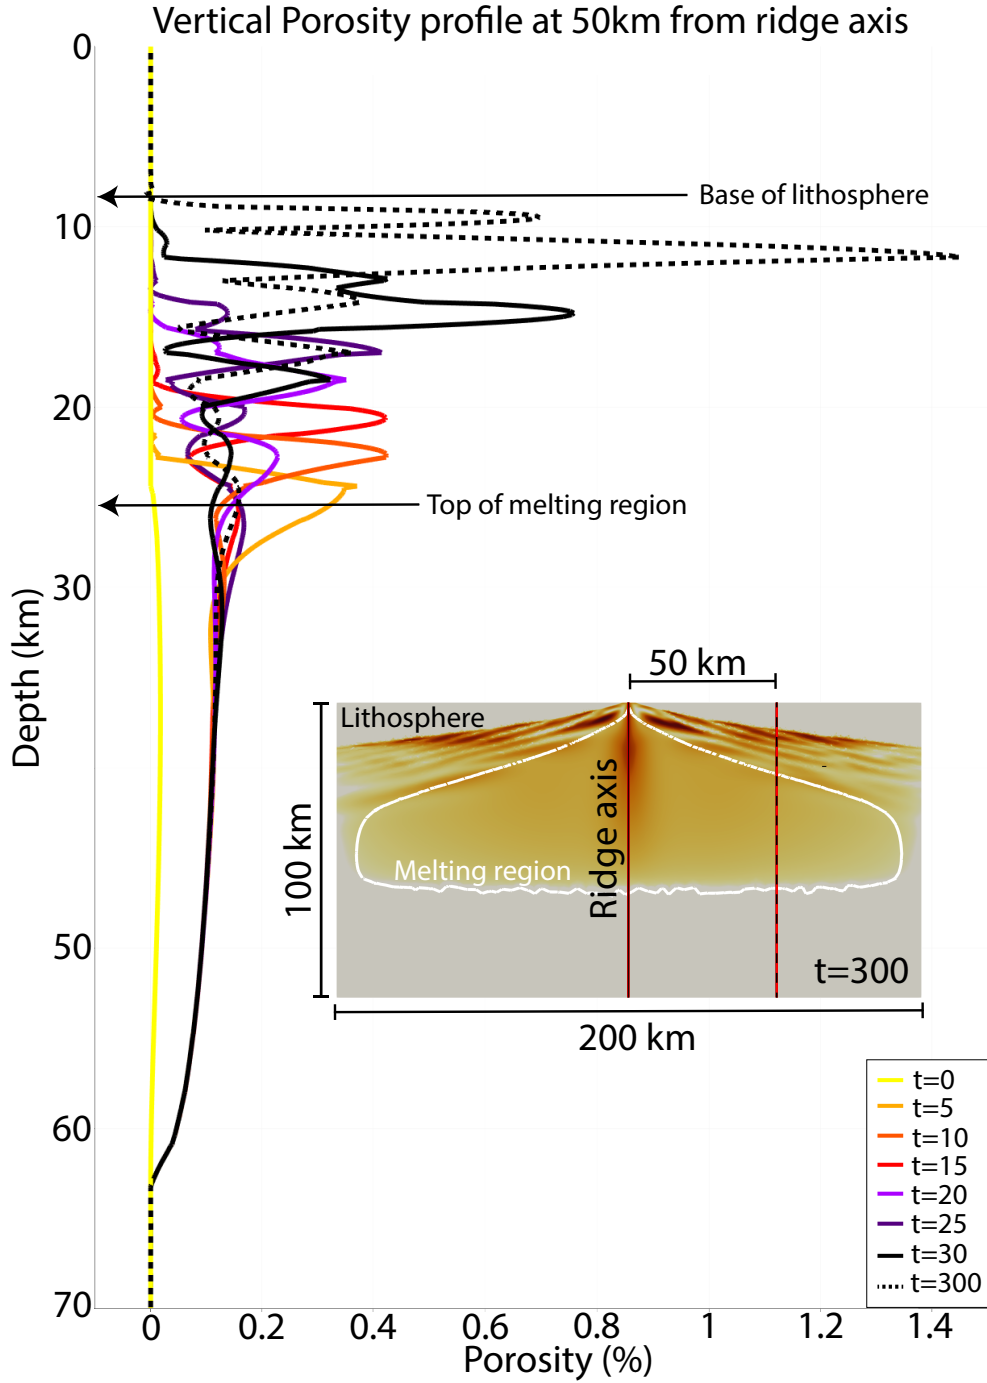 Vertical Porosity profile at 50km from ridge axis
0
Base of lithosphere
10
20
Top of melting region
30
Depth (km)
50 km
Lithosphere
Ridge axis
100 km
Melting region
50
t=300
200 km
t=0
t=5
60
t=10
t=15
t=20
t=25
t=30
t=300
70
0 0.2 0.4 0.6 0.8 1 1.2 1.4
Porosity (%)